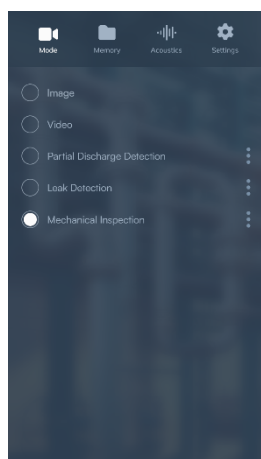 Mode
Memory
Acoustics
Settings
Image
Video
Partial Discharge Detection
Leak Detection
Mechanical Inspection